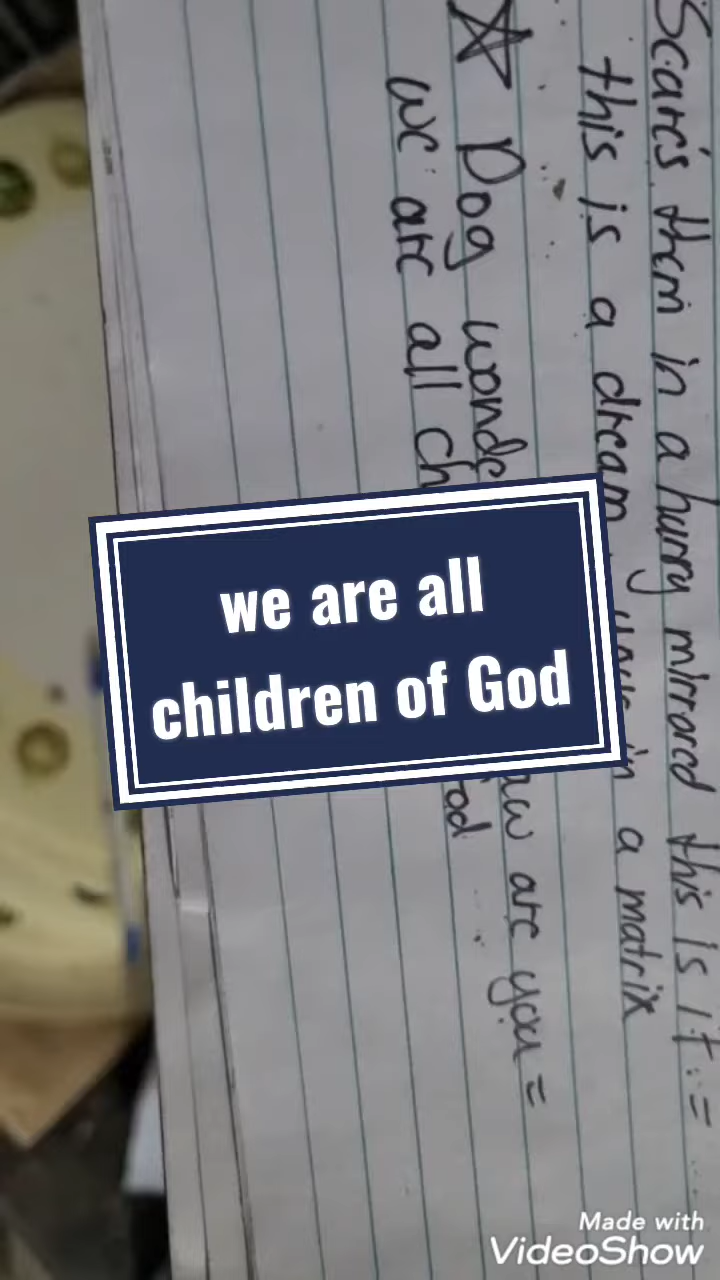 Scare's them in a hurry mirrored this is it :=
this is a dream in a matrix
Dog are you =
we are all
we are all
children of God
Made with
VideoShow